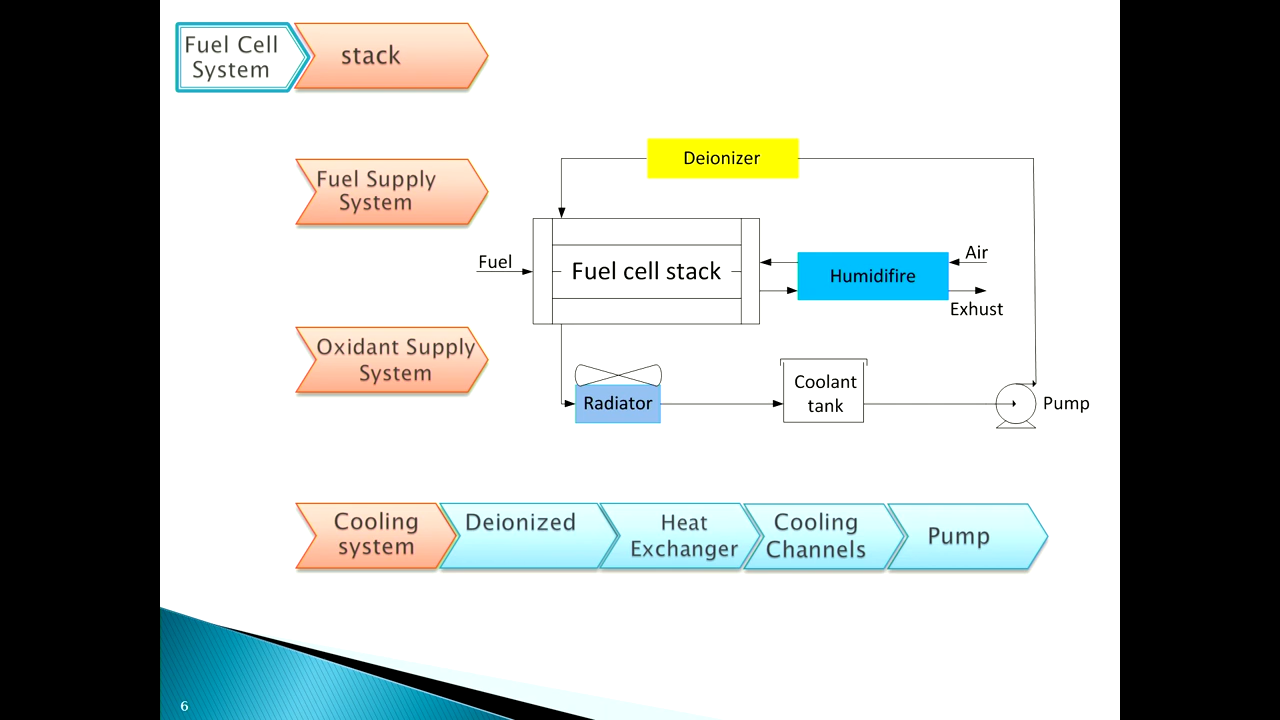 Fuel Cell
System
stack
Fuel Supply
System
Oxidant Supply
System
Deionizer
Fuel
Fuel cell stack
Humidifire
Air
Exhust
Radiator
Coolant
tank
Pump
Cooling
system
Deionized
Heat
Exchanger
Cooling
Channels
Pump
6